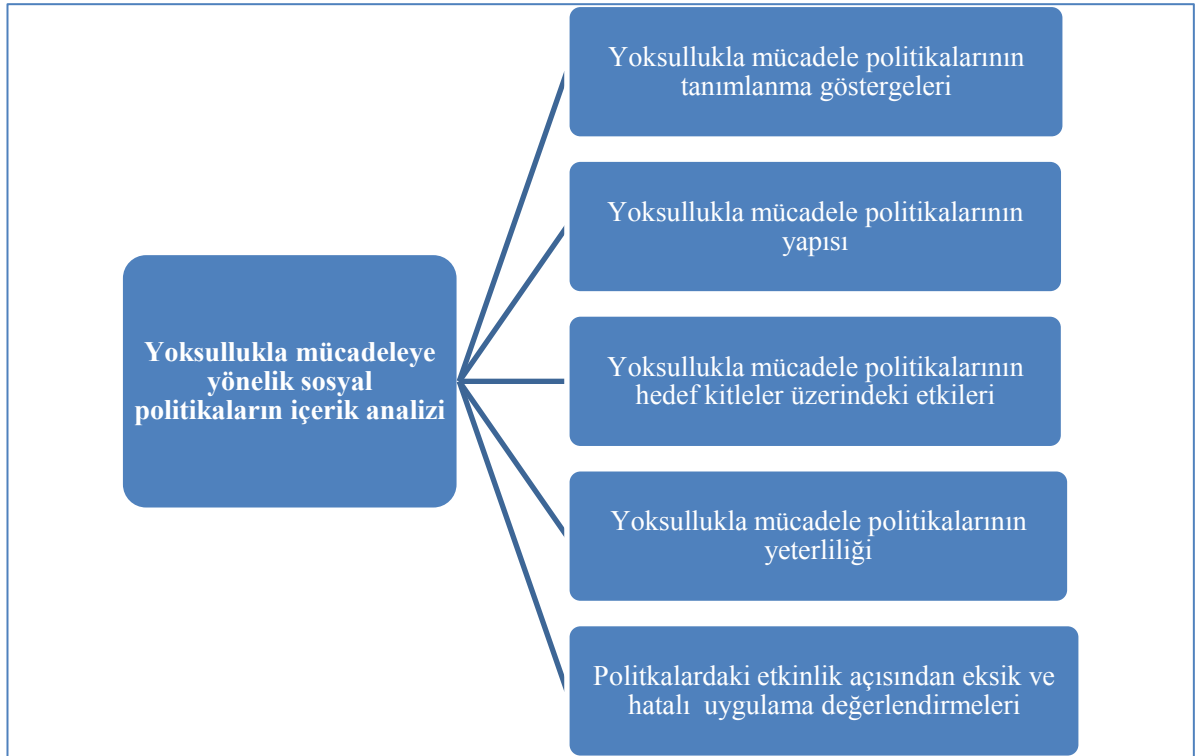 Yoksullukla mücadeleye
yönelik sosyal
politikaların içerik analizi
Yoksullukla mücadele politikalarının
tanımlanma göstergeleri
Yoksullukla mücadele politikalarının
yapısı
Yoksullukla mücadele politikalarının
hedef kitleler üzerindeki etkileri
Yoksullukla mücadele politikalarının
yeterliliği
Politkalardaki etkinlik açısından eksik ve
hatalı uygulama değerlendirmeleri